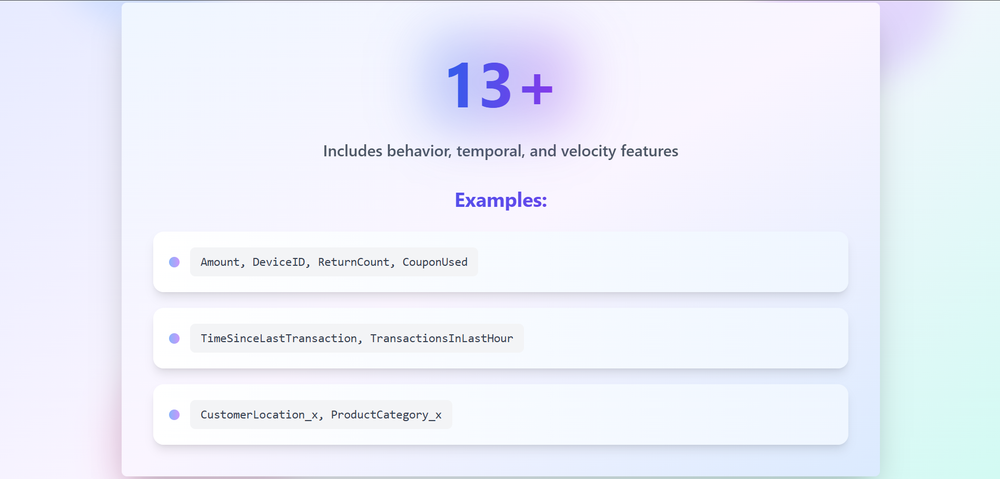 13+
Includes behavior, temporal, and velocity features
Examples:
Amount, DeviceID, ReturnCount, CouponUsed
TimeSinceLastTransaction, TransactionsInLastHour
CustomerLocation_x, ProductCategory_x